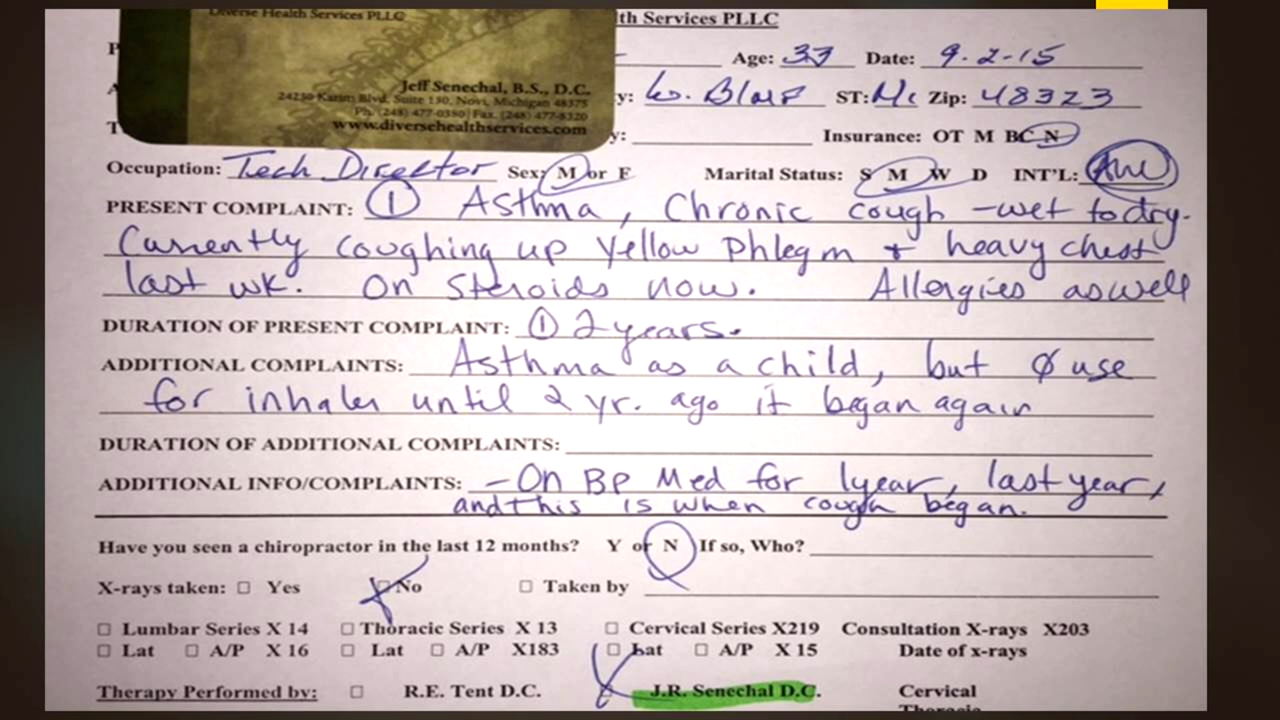 Diverse Health Services PLLC
th Services PLLC
Jeff Senechal, B.S., D.C.
24230 Karim Blvd. Suite 130, Novi, Michigan 48375
Ph. (248) 477-0380 | Fax. (248) 477-8320
www.diversehealthservices.com
P Age: 33 Date: 9-2-15
y: W. Bloo ST: Mi Zip: 48323
T y: Insurance: OT M BC N
Occupation: Tech Director Sex: M or F Marital Status: S M W D INT'L:
PRESENT COMPLAINT: ① Asthma, Chronic cough -wet to dry.
Currently coughing up yellow Phlegm + heavy chest
last wk. On Steroids now. Allergies as well
DURATION OF PRESENT COMPLAINT: ① 2 years.
ADDITIONAL COMPLAINTS: Asthma as a child, but Ø use
for inhaler until 2 yr. ago it began again
DURATION OF ADDITIONAL COMPLAINTS:
ADDITIONAL INFO/COMPLAINTS: -On BP Med for 1year, last year,
and this is when cough began.
Have you seen a chiropractor in the last 12 months? Y or N If so, Who?
X-rays taken: □ Yes □ No □ Taken by
□ Lumbar Series X 14 □ Thoracic Series X 13 □ Cervical Series X219 Consultation X-rays X203
□ Lat □ A/P X 16 □ Lat □ A/P X183 □ Lat □ A/P X 15 Date of x-rays
Therapy Performed by: □ R.E. Tent D.C. □ J.R. Senechal D.C. Cervical
Thoracic